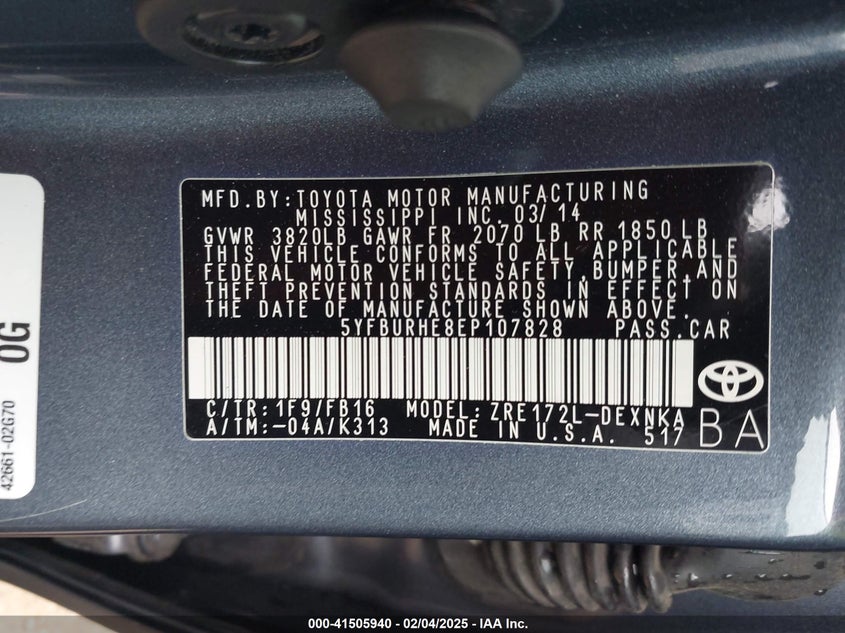 MFD.BY:TOYOTA MOTOR MANUFACTURING
MISSISSIPPI INC. 03/14
GVWR 3820LB GAWR FR 2070 LB RR 1850 LB
THIS VEHICLE CONFORMS TO ALL APPLICABLE
FEDERAL MOTOR VEHICLE SAFETY,BUMPER,AND
THEFT PREVENTION STANDARDS IN EFFECT ON
THE DATE OF MANUFACTURE SHOWN ABOVE.
5YFBURHE8EP107828 PASS.CAR
C/TR:1F9/FB16 MODEL:ZRE172L-DEXNKA
A/TM:-04A/K313 MADE IN U.S.A. 517
BA
0G
42661-02G70
000-41505940 - 02/04/2025 - IAA Inc.